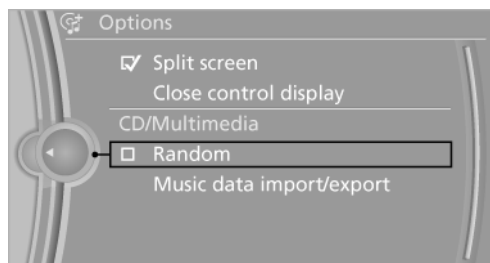 Options
Split screen
Close control display
CD/Multimedia
Random
Music data import/export